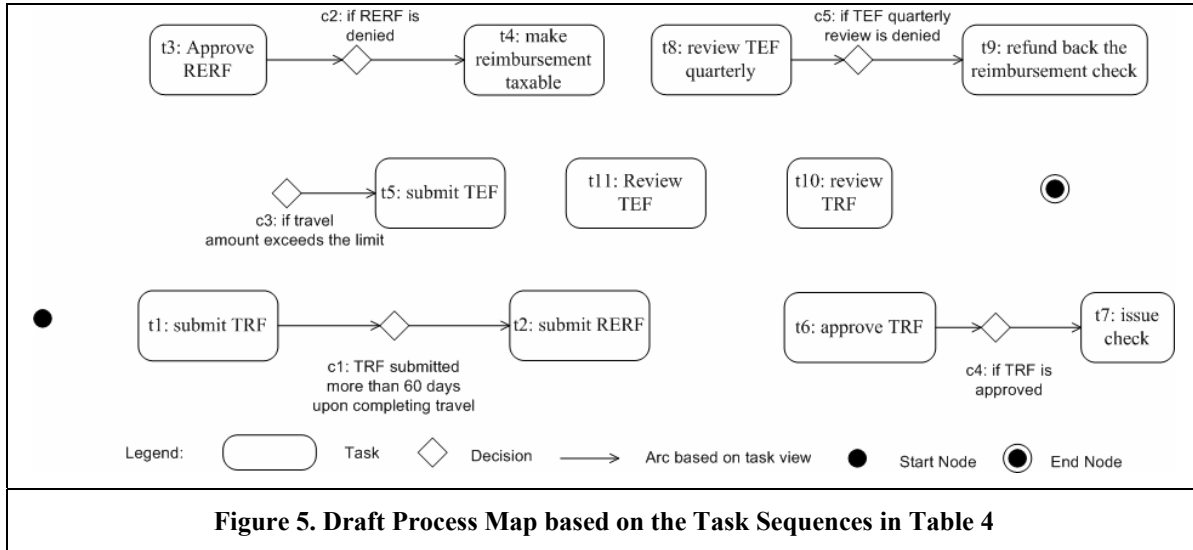 c2: if RERF is
denied
c5: if TEF quarterly
review is denied
t3: Approve
RERF
t4: make
reimbursement
taxable
t8: review TEF
quarterly
t9: refund back the
reimbursement check
t5: submit TEF
t11: Review
TEF
t10: review
TRF
c3: if travel
amount exceeds the limit
t1: submit TRF
t2: submit RERF
t6: approve TRF
t7: issue
check
c1: TRF submitted
more than 60 days
upon completing travel
c4: if TRF is
approved
Legend: Task Decision Arc based on task view Start Node End Node
Figure 5. Draft Process Map based on the Task Sequences in Table 4